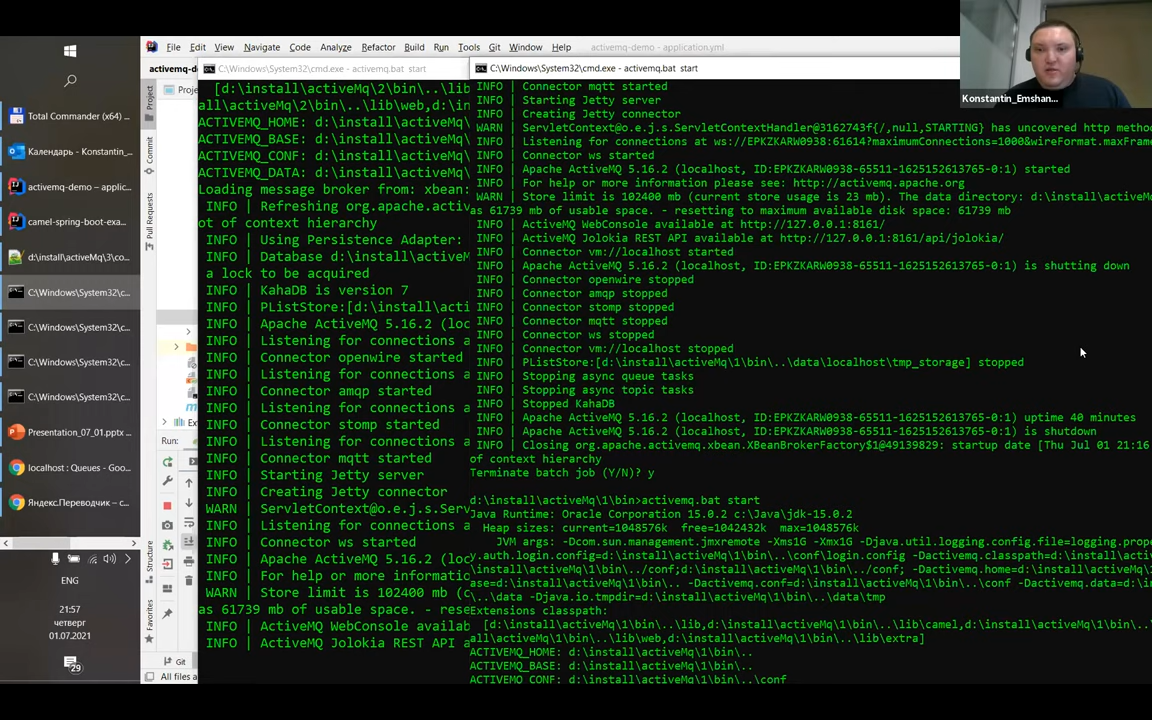 File Edit View Navigate Code Analyze Refactor Build Run Tools Git Window Help activemq-demo - application.yml
activemq-d
Proje
Project
Commit
Pull Requests
Structure
Favorites
Ext
Run:
Git
All files a
Total Commander (x64) ...
Календарь - Konstantin_...
activemq-demo – applic...
camel-spring-boot-exa...
d:\install\activeMq\3\co...
C:\Windows\System32\c...
C:\Windows\System32\c...
C:\Windows\System32\c...
C:\Windows\System32\c...
Presentation_07_01.pptx ...
localhost : Queues - Goo...
Яндекс.Переводчик – с...
ENG
21:57
четверг
01.07.2021
29
C:\Windows\System32\cmd.exe - activemq.bat start
[d:\install\activeMq\2\bin\..\lib
all\activeMq\2\bin\..\lib\web,d:\in
ACTIVEMQ_HOME: d:\install\activeMq\
ACTIVEMQ_BASE: d:\install\activeMq\
ACTIVEMQ_CONF: d:\install\activeMq\
ACTIVEMQ_DATA: d:\install\activeMq\
Loading message broker from: xbean:
INFO | Refreshing org.apache.activ
ot of context hierarchy
INFO | Using Persistence Adapter:
INFO | Database d:\install\activeM
a lock to be acquired
INFO | KahaDB is version 7
INFO | PListStore:[d:\install\acti
INFO | Apache ActiveMQ 5.16.2 (loc
INFO | Listening for connections a
INFO | Connector openwire started
INFO | Listening for connections a
INFO | Connector amqp started
INFO | Listening for connections a
INFO | Connector stomp started
INFO | Listening for connections a
INFO | Connector mqtt started
INFO | Starting Jetty server
INFO | Creating Jetty connector
WARN | ServletContext@o.e.j.s.Serv
INFO | Listening for connections a
INFO | Connector ws started
INFO | Apache ActiveMQ 5.16.2 (loc
INFO | For help or more informatio
WARN | Store limit is 102400 mb (c
as 61739 mb of usable space. - rese
INFO | ActiveMQ WebConsole availab
INFO | ActiveMQ Jolokia REST API a
C:\Windows\System32\cmd.exe - activemq.bat start
INFO | Connector mqtt started
INFO | Starting Jetty server
INFO | Creating Jetty connector
WARN | ServletContext@o.e.j.s.ServletContextHandler@3162743f{/,null,STARTING} has uncovered http metho
INFO | Listening for connections at ws://EPKZKARW0938:61614?maximumConnections=1000&wireFormat.maxFrame
INFO | Connector ws started
INFO | Apache ActiveMQ 5.16.2 (localhost, ID:EPKZKARW0938-65511-1625152613765-0:1) started
INFO | For help or more information please see: http://activemq.apache.org
WARN | Store limit is 102400 mb (current store usage is 23 mb). The data directory: d:\install\activeM
as 61739 mb of usable space. - resetting to maximum available disk space: 61739 mb
INFO | ActiveMQ WebConsole available at http://127.0.0.1:8161/
INFO | ActiveMQ Jolokia REST API available at http://127.0.0.1:8161/api/jolokia/
INFO | Connector vm://localhost started
INFO | Apache ActiveMQ 5.16.2 (localhost, ID:EPKZKARW0938-65511-1625152613765-0:1) is shutting down
INFO | Connector openwire stopped
INFO | Connector amqp stopped
INFO | Connector stomp stopped
INFO | Connector mqtt stopped
INFO | Connector ws stopped
INFO | Connector vm://localhost stopped
INFO | PListStore:[d:\install\activeMq\1\bin\..\data\localhost\tmp_storage] stopped
INFO | Stopping async queue tasks
INFO | Stopping async topic tasks
INFO | Stopped KahaDB
INFO | Apache ActiveMQ 5.16.2 (localhost, ID:EPKZKARW0938-65511-1625152613765-0:1) uptime 40 minutes
INFO | Apache ActiveMQ 5.16.2 (localhost, ID:EPKZKARW0938-65511-1625152613765-0:1) is shutdown
INFO | Closing org.apache.activemq.xbean.XBeanBrokerFactory$1@49139829: startup date [Thu Jul 01 21:16
of context hierarchy
Terminate batch job (Y/N)? y
d:\install\activeMq\1\bin>activemq.bat start
Java Runtime: Oracle Corporation 15.0.2 c:\Java\jdk-15.0.2
Heap sizes: current=1048576k free=1042432k max=1048576k
JVM args: -Dcom.sun.management.jmxremote -Xms1G -Xmx1G -Djava.util.logging.config.file=logging.prope
y.auth.login.config=d:\install\activeMq\1\bin\..\conf\login.config -Dactivemq.classpath=d:\install\activ
tall\activeMq\1\bin\../conf;d:\install\activeMq\1\bin\../conf; -Dactivemq.home=d:\install\activeMq\1\bin
ase=d:\install\activeMq\1\bin\.. -Dactivemq.conf=d:\install\activeMq\1\bin\..\conf -Dactivemq.data=d:\in
\..\data -Djava.io.tmpdir=d:\install\activeMq\1\bin\..\data\tmp
Extensions classpath:
[d:\install\activeMq\1\bin\..\lib,d:\install\activeMq\1\bin\..\lib\camel,d:\install\activeMq\1\bin\..
all\activeMq\1\bin\..\lib\web,d:\install\activeMq\1\bin\..\lib\extra]
ACTIVEMQ_HOME: d:\install\activeMq\1\bin\..
ACTIVEMQ_BASE: d:\install\activeMq\1\bin\..
ACTIVEMQ_CONF: d:\install\activeMq\1\bin\..\conf
Konstantin_Emshan...